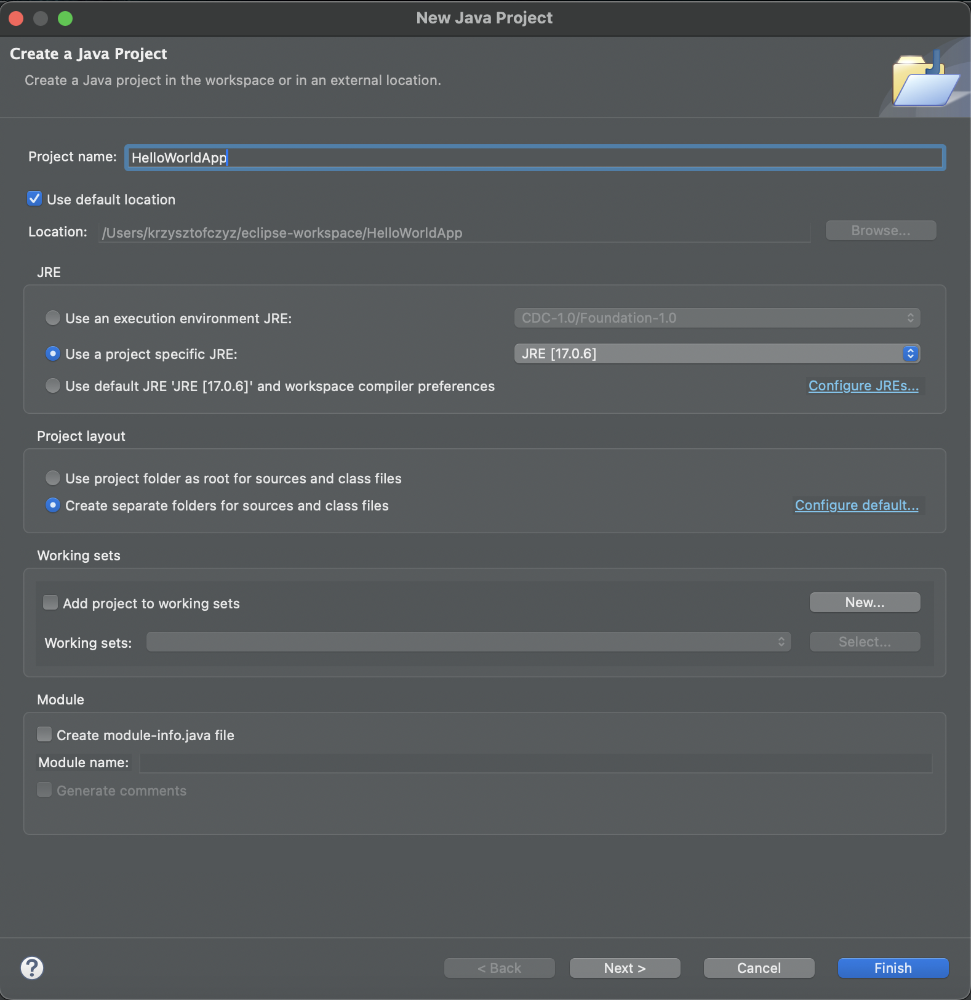 New Java Project
Create a Java Project
Create a Java project in the workspace or in an external location.
Project name: HelloWorldApp
Use default location
Location: /Users/krzysztofczyz/eclipse-workspace/HelloWorldApp Browse...
JRE
Use an execution environment JRE: CDC-1.0/Foundation-1.0
Use a project specific JRE: JRE [17.0.6]
Use default JRE 'JRE [17.0.6]' and workspace compiler preferences Configure JREs...
Project layout
Use project folder as root for sources and class files
Create separate folders for sources and class files Configure default...
Working sets
Add project to working sets New...
Working sets: Select...
Module
Create module-info.java file
Module name:
Generate comments
? < Back Next > Cancel Finish